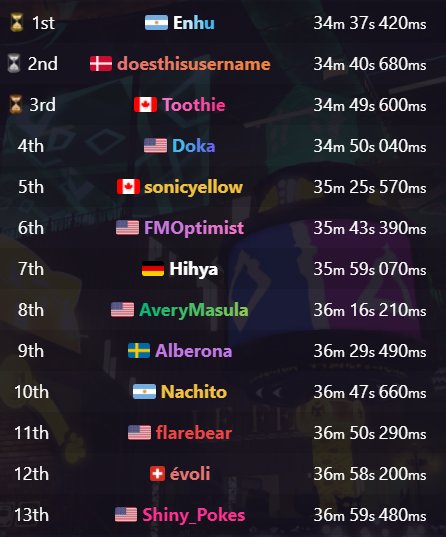 1st Enhu 34m 37s 420ms
2nd doesthisusername 34m 40s 680ms
3rd Toothie 34m 49s 600ms
4th Doka 34m 50s 040ms
5th sonicyellow 35m 25s 570ms
6th FMOptimist 35m 43s 390ms
7th Hihya 35m 59s 070ms
8th AveryMasula 36m 16s 210ms
9th Alberona 36m 29s 490ms
10th Nachito 36m 47s 660ms
11th flarebear 36m 50s 290ms
12th évoli 36m 58s 200ms
13th Shiny_Pokes 36m 59s 480ms